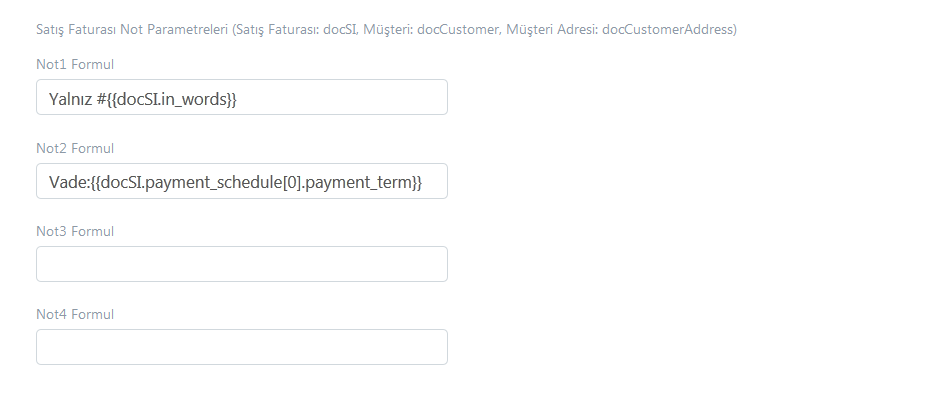 Satış Faturası Not Parametreleri (Satış Faturası: docSI, Müşteri: docCustomer, Müşteri Adresi: docCustomerAddress)
Not1 Formul
Yalnız #{{docSI.in_words}}
Not2 Formul
Vade:{{docSI.payment_schedule[0].payment_term}}
Not3 Formul
Not4 Formul